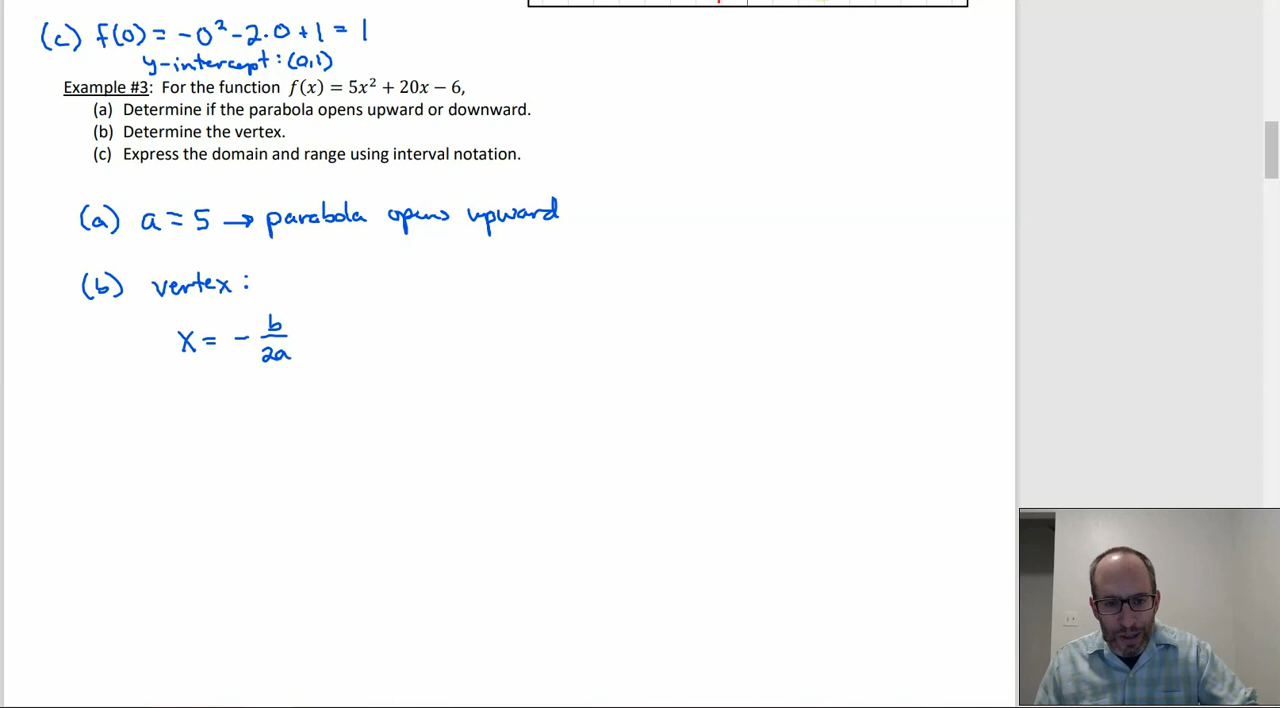 (c) f(0) = -0² - 2·0 + 1 = 1
y-intercept: (0,1)
Example #3: For the function f(x) = 5x² + 20x − 6,
(a) Determine if the parabola opens upward or downward.
(b) Determine the vertex.
(c) Express the domain and range using interval notation.
(a) a = 5 → parabola opens upward
(b) vertex:
x = - b/2a